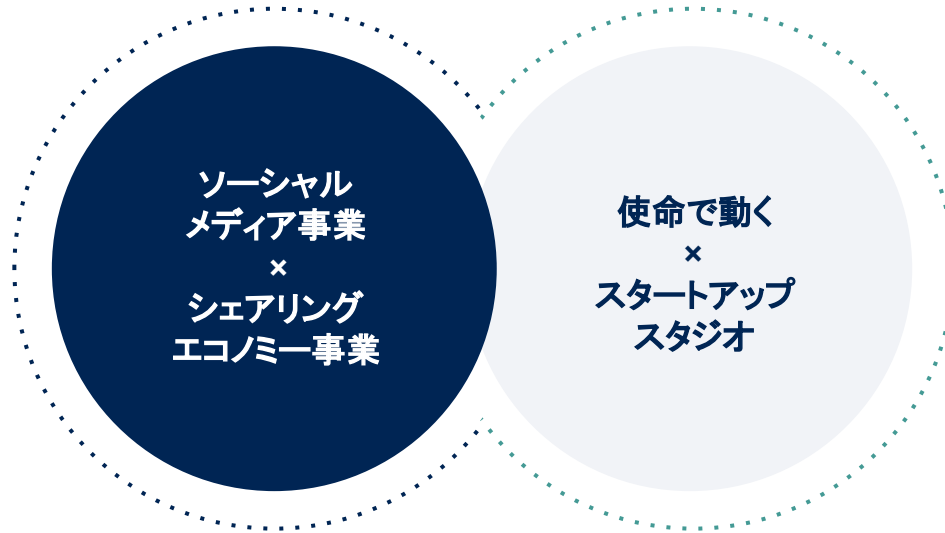 ソーシャル
メディア事業
×
シェアリング
エコノミー事業
使命で動く
×
スタートアップ
スタジオ